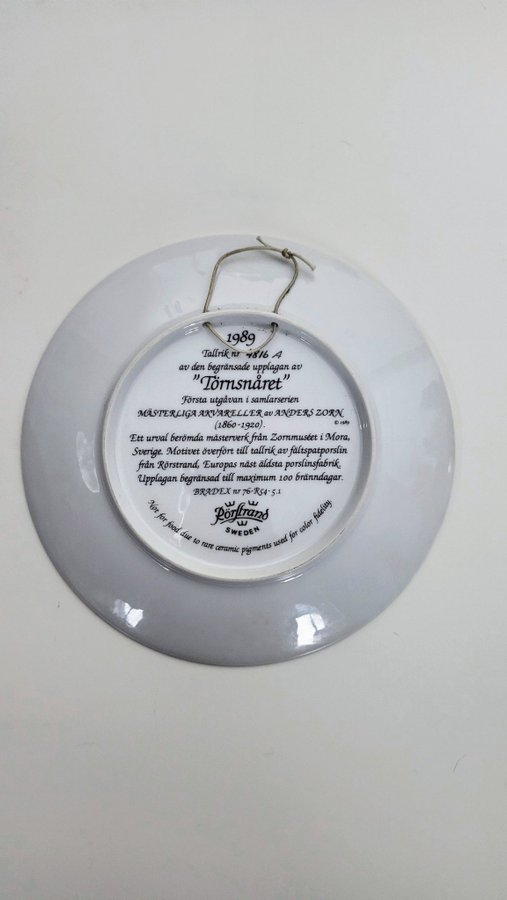 1989
Tallrik nr 4816 A
av den begränsade upplagan av
"Törnsnåret"
Första utgåvan i samlarserien
MÄSTERLIGA AKVARELLER av ANDERS ZORN
(1860-1920).
© 1989
Ett urval berömda mästerverk från Zornmuséet i Mora,
Sverige. Motivet överfört till tallrik av fältspatporslin
från Rörstrand, Europas näst äldsta porslinsfabrik.
Upplagan begränsad till maximum 100 bränndagar.
BRADEX nr 76-R54-5.1
Rörstrand
SWEDEN
Not for food due to rare ceramic pigments used for color fidelity.